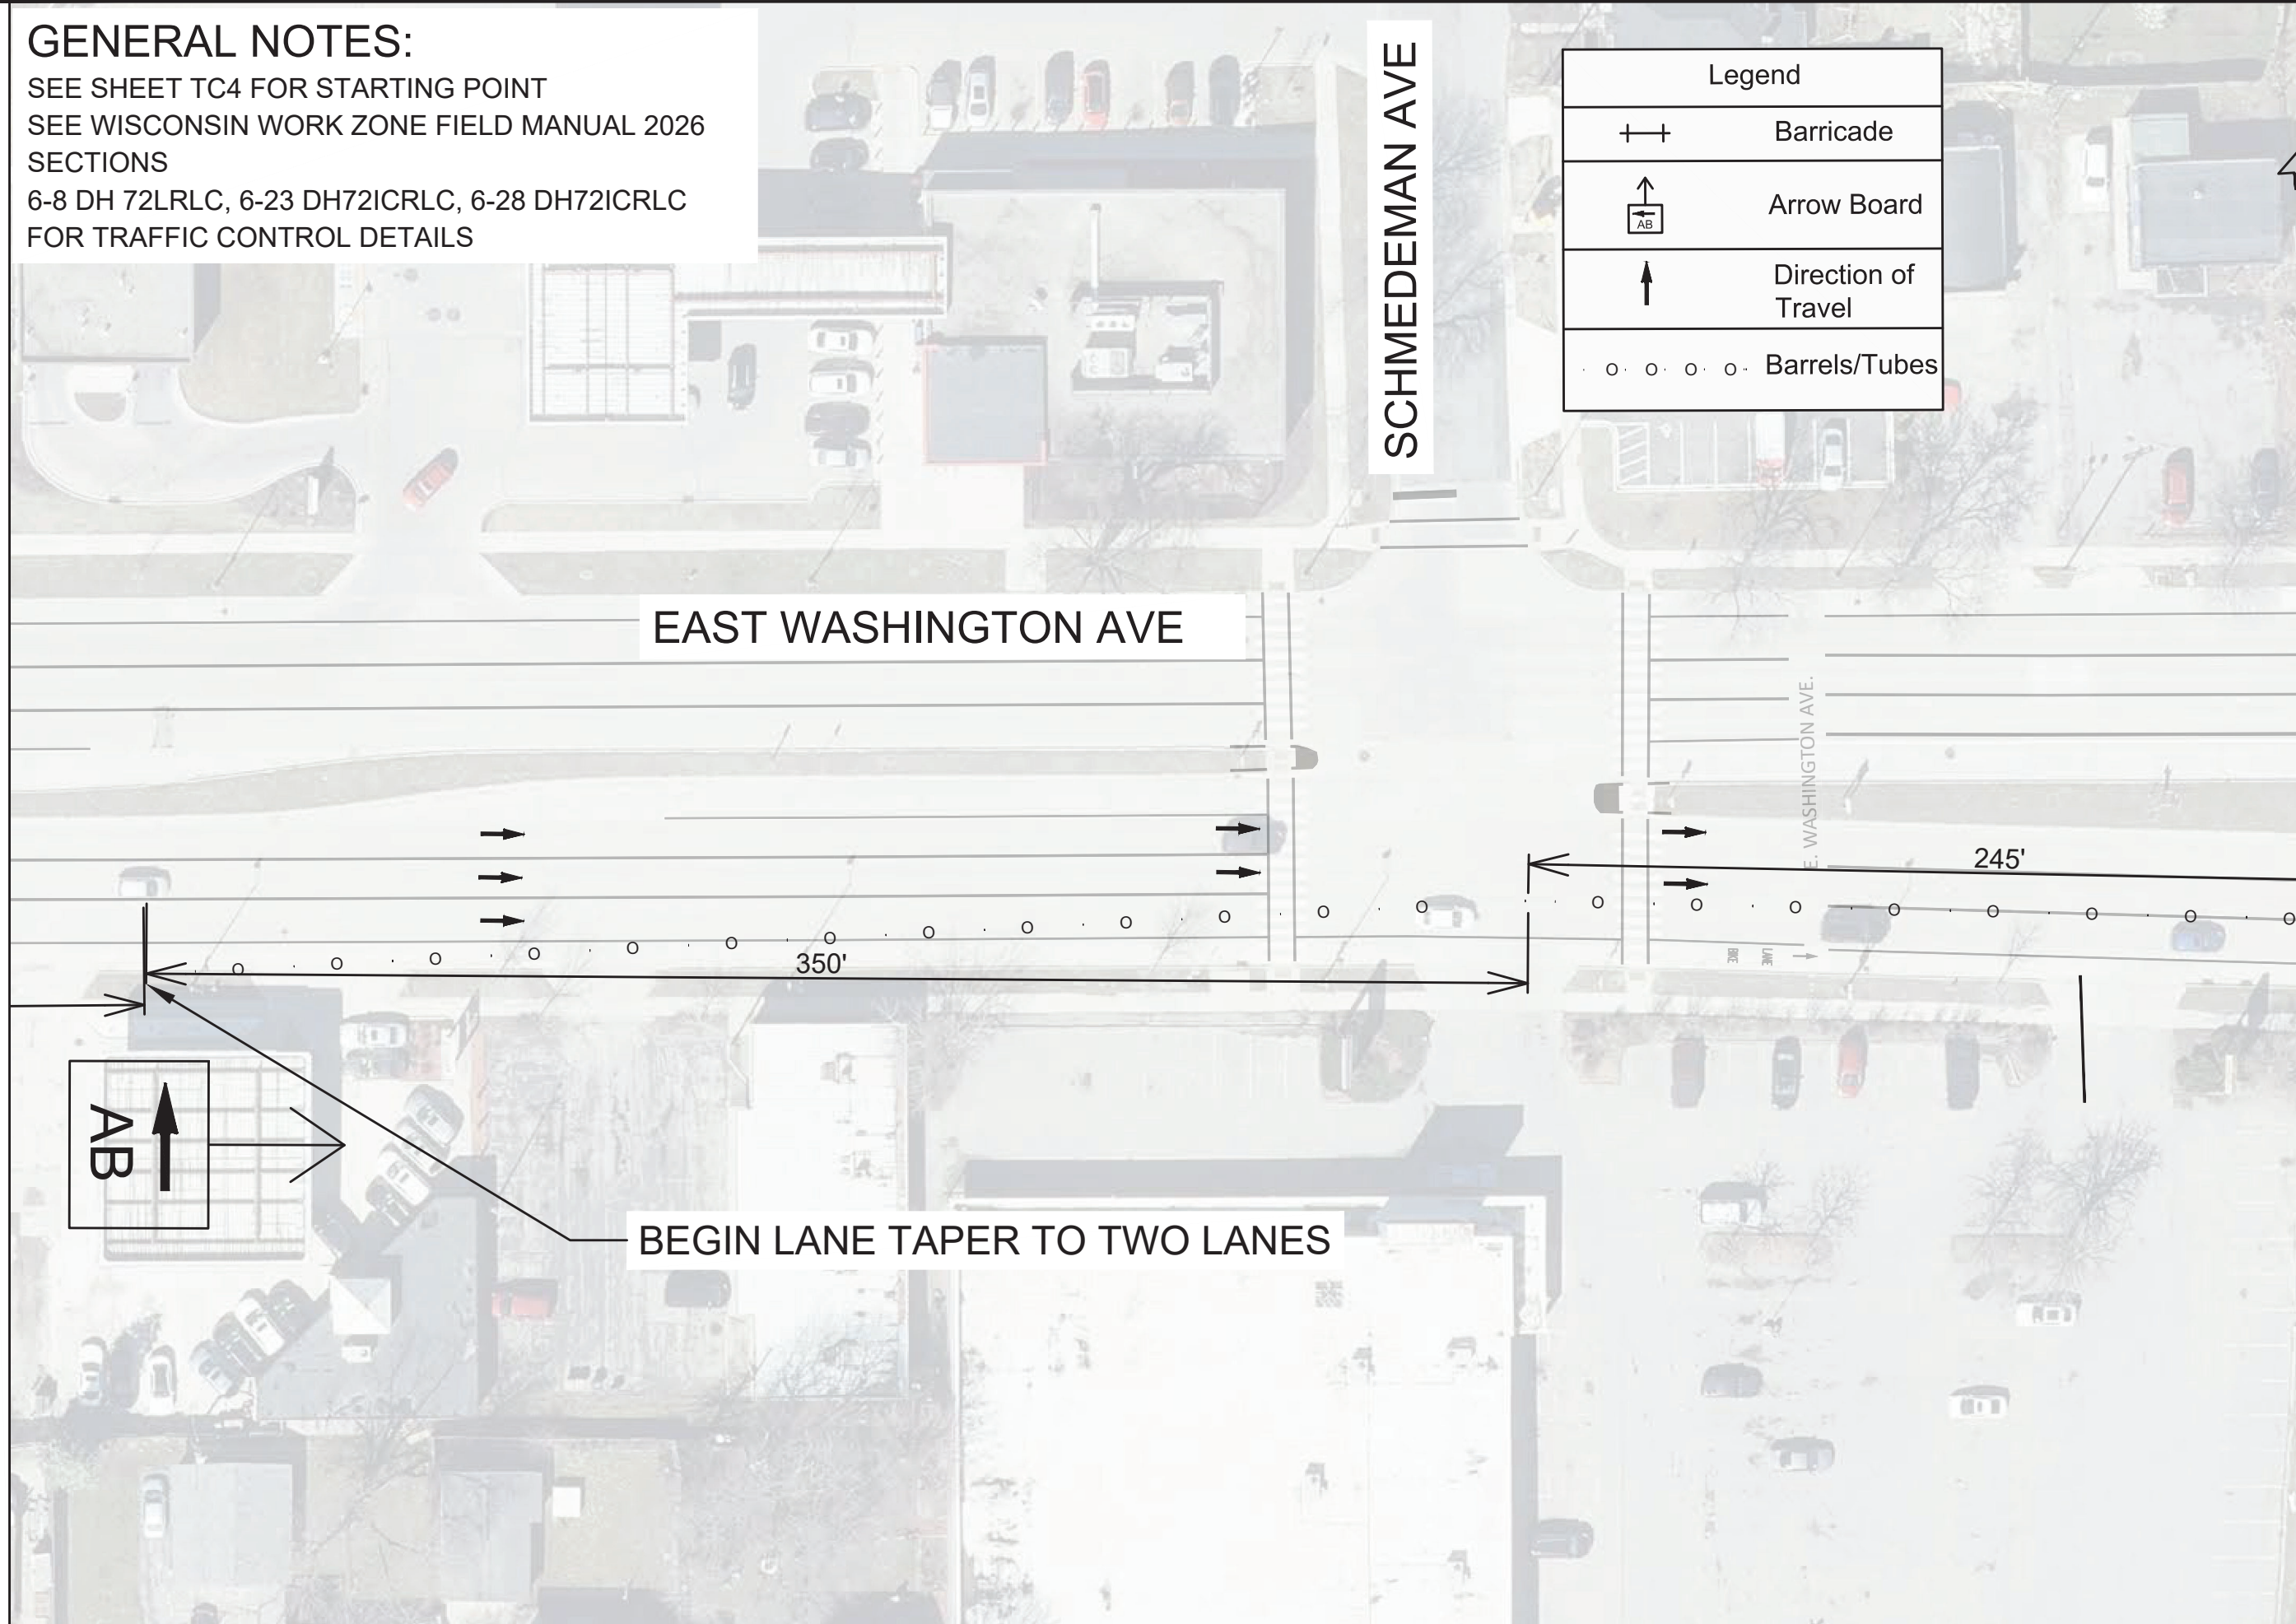 GENERAL NOTES:
SEE SHEET TC4 FOR STARTING POINT
SEE WISCONSIN WORK ZONE FIELD MANUAL 2026
SECTIONS
6-8 DH 72LRLC, 6-23 DH72ICRLC, 6-28 DH72ICRLC
FOR TRAFFIC CONTROL DETAILS
SCHMEDEMAN AVE
Legend
Barricade
AB
Arrow Board
Direction of
Travel
Barrels/Tubes
EAST WASHINGTON AVE
E. WASHINGTON AVE.
245'
350'
BIKE
LANE
AB
BEGIN LANE TAPER TO TWO LANES